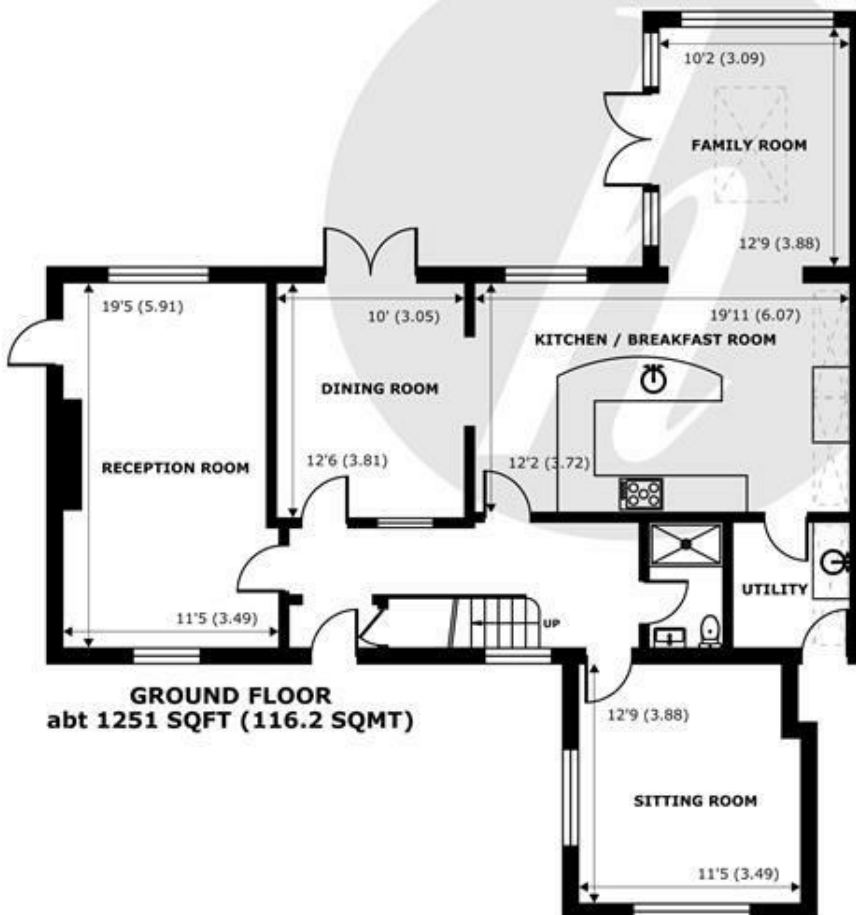 10'2 (3.09)
FAMILY ROOM
12'9 (3.88)
19'5 (5.91)
10' (3.05)
19'11 (6.07)
KITCHEN / BREAKFAST ROOM
DINING ROOM
12'6 (3.81)
12'2 (3.72)
RECEPTION ROOM
UTILITY
11'5 (3.49)
UP
GROUND FLOOR
abt 1251 SQFT (116.2 SQMT)
12'9 (3.88)
SITTING ROOM
11'5 (3.49)
h